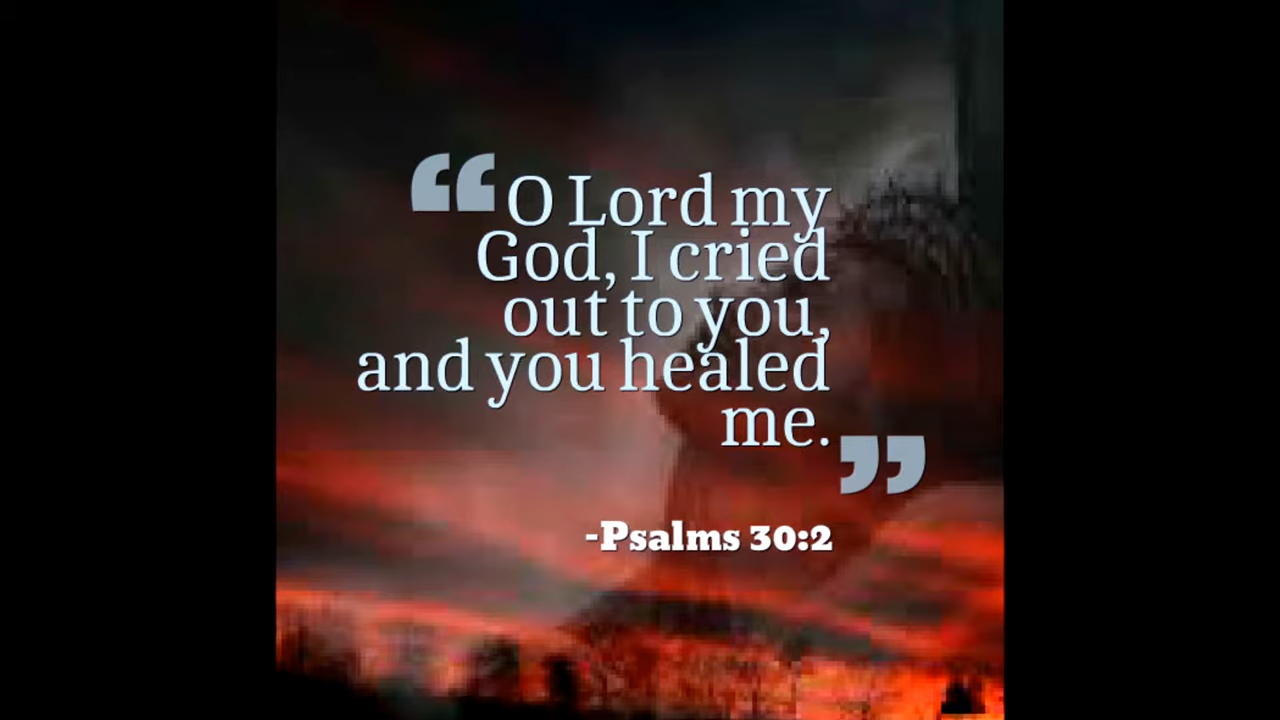 “O Lord my
God, I cried
out to you,
and you healed
me.”
-Psalms 30:2